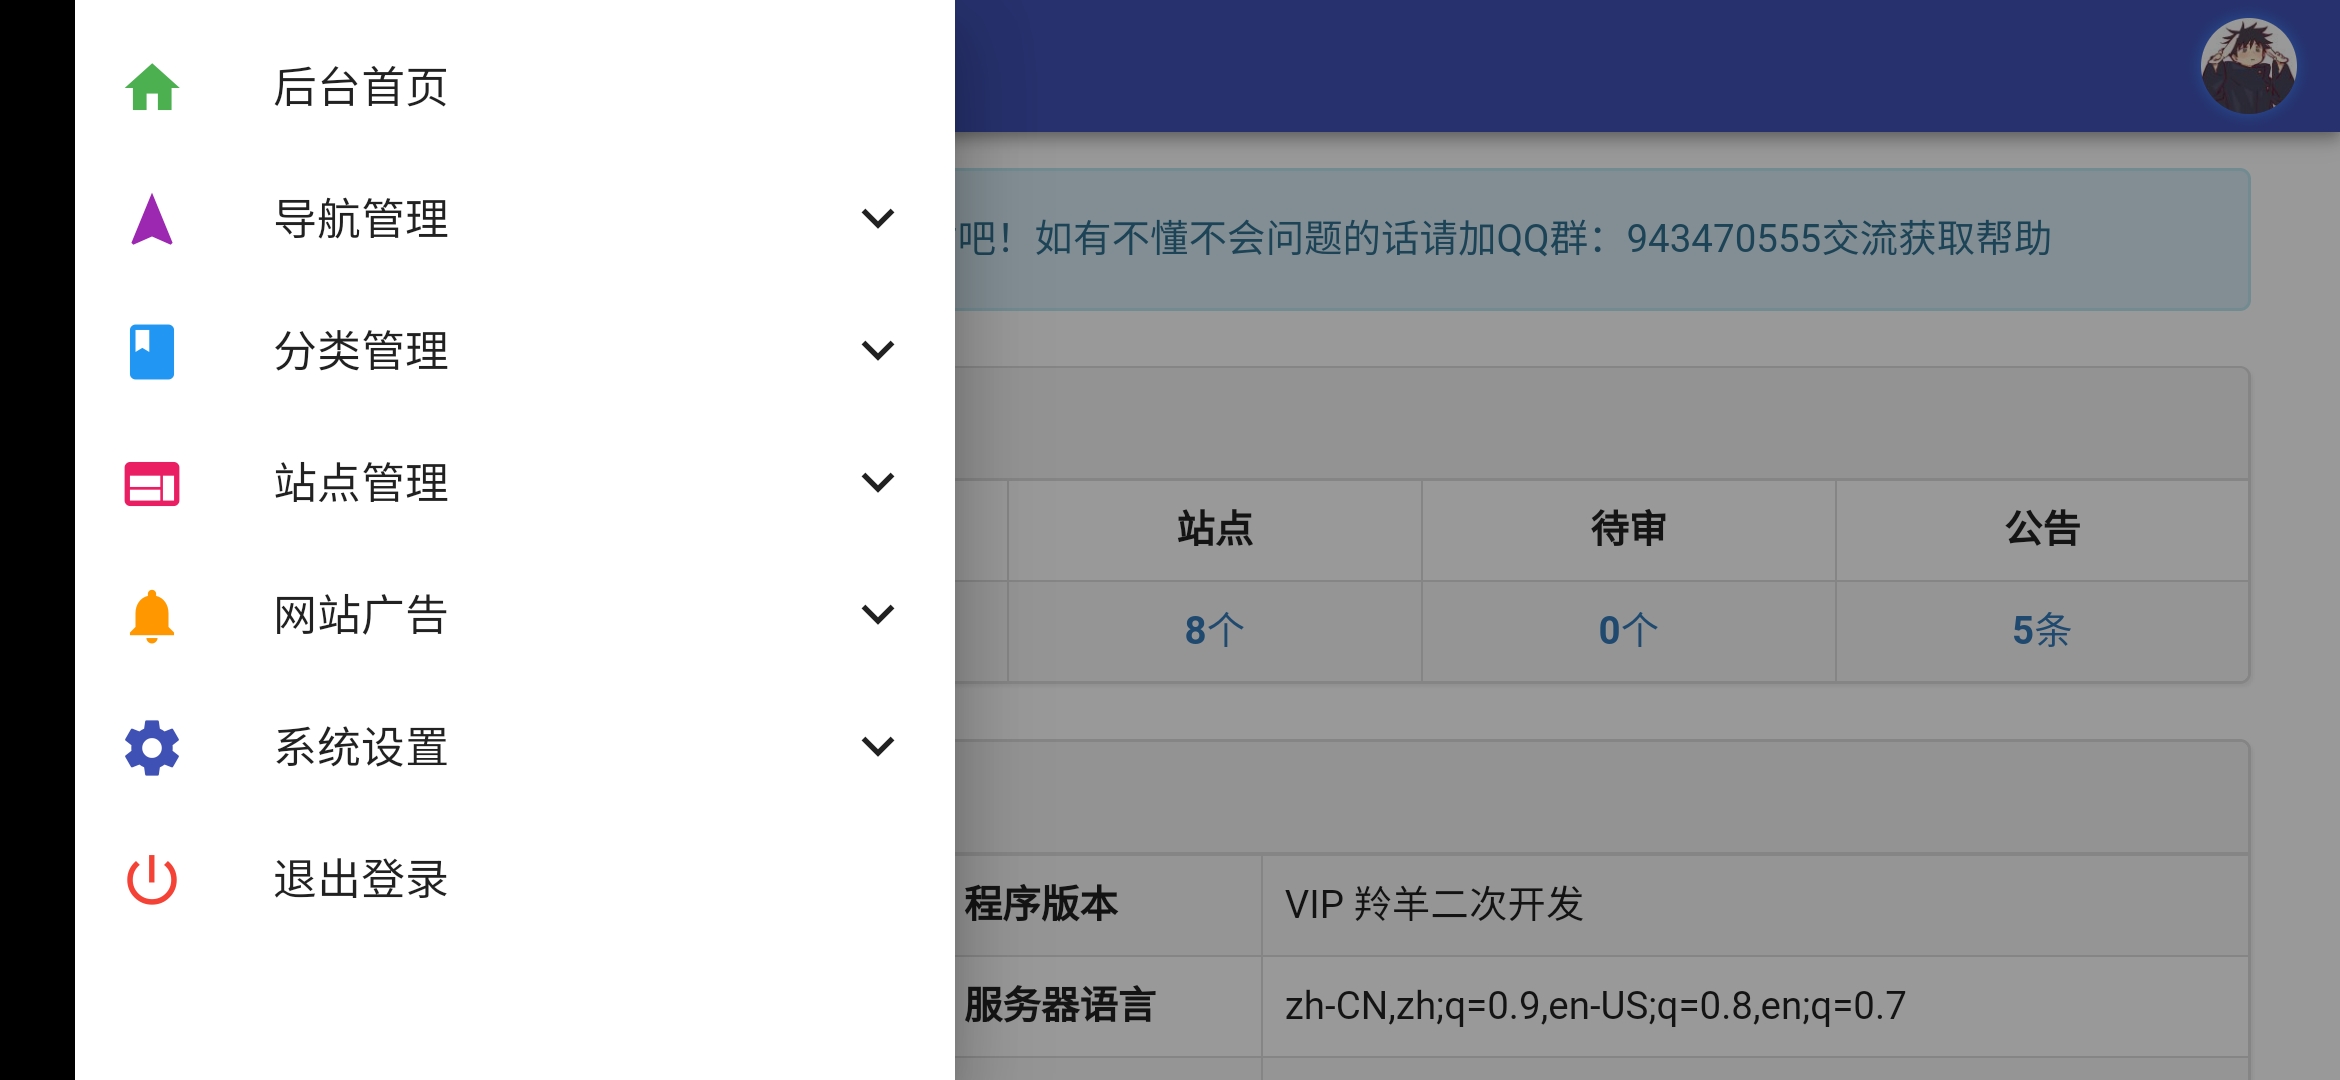 后台首页
导航管理
分类管理
站点管理
网站广告
系统设置
退出登录
吧！如有不懂不会问题的话请加QQ群：943470555交流获取帮助
站点 待审 公告
8个 0个 5条
程序版本 VIP 羚羊二次开发
服务器语言 zh-CN,zh;q=0.9,en-US;q=0.8,en;q=0.7